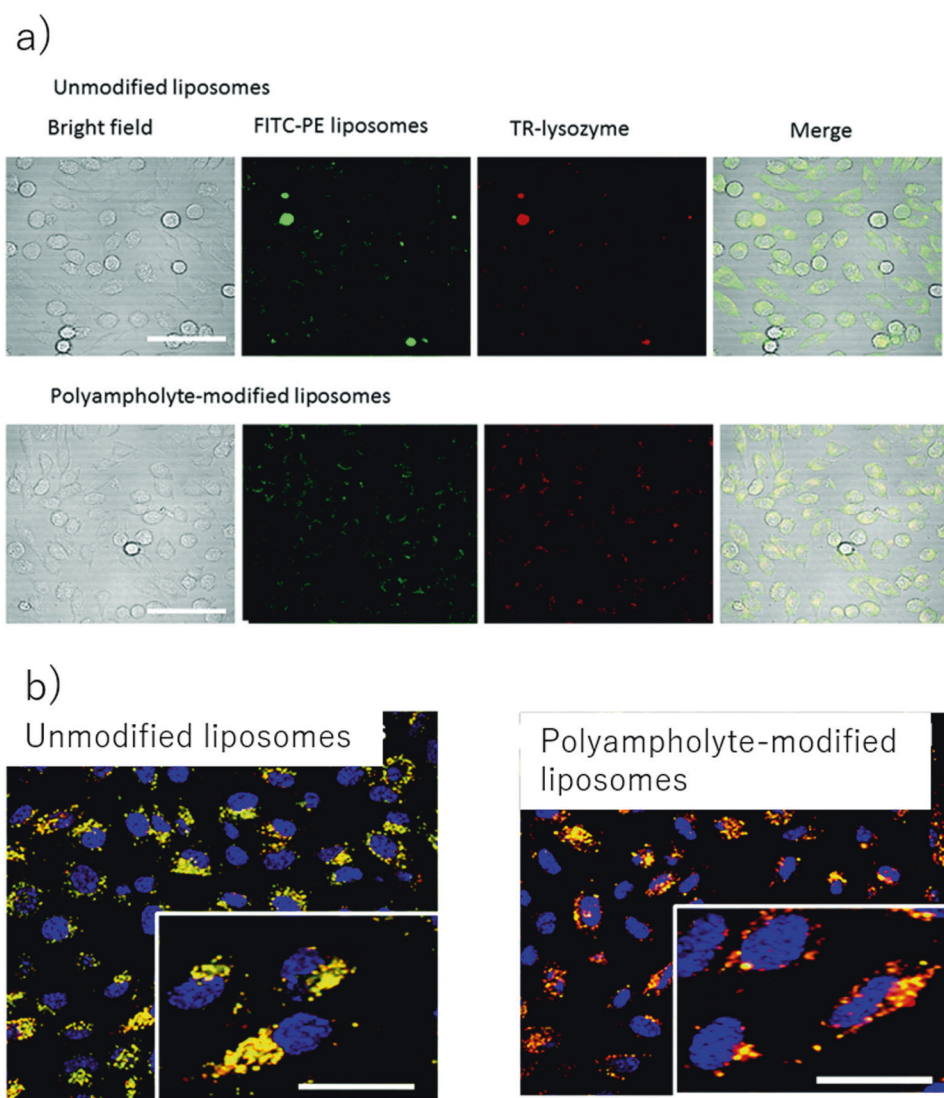 a)
Unmodified liposomes
Bright field FITC-PE liposomes TR-lysozyme Merge
Polyampholyte-modified liposomes
b)
Unmodified liposomes
Polyampholyte-modified
liposomes